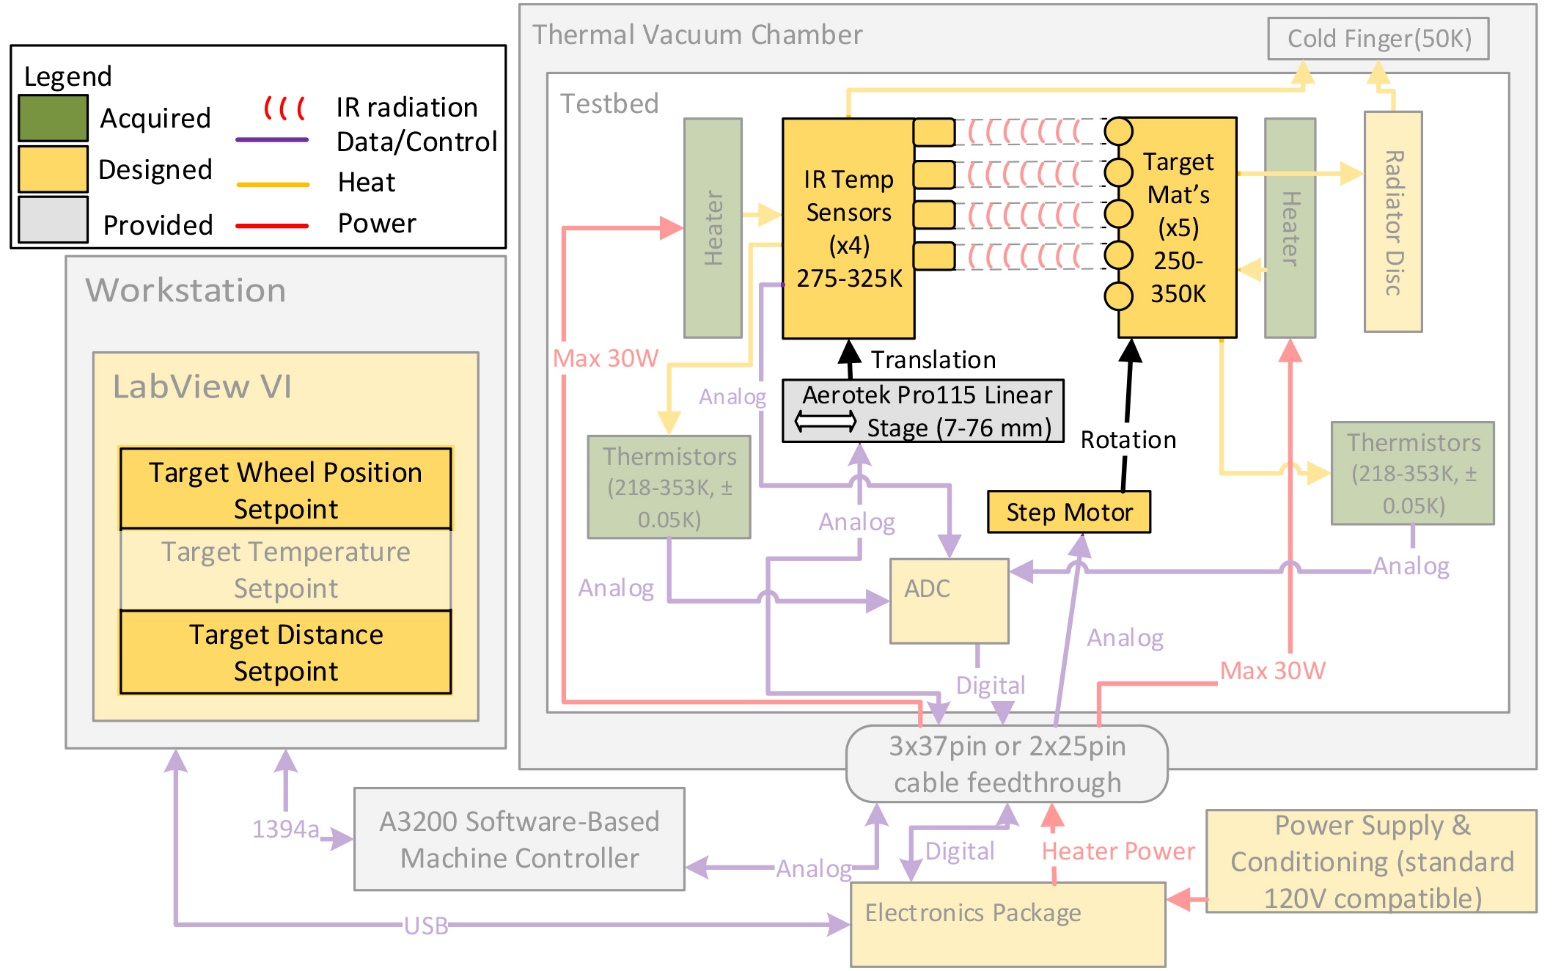 Legend
Acquired
Designed
Provided
IR radiation
Data/Control
Heat
Power
Workstation
LabView VI
Target Wheel Position
Setpoint
Target Temperature
Setpoint
Target Distance
Setpoint
Thermal Vacuum Chamber
Cold Finger(50K)
Testbed
Heater
IR Temp
Sensors
(x4)
275-325K
Target
Mat's
(x5)
250-
350K
Heater
Radiator Disc
Max 30W
Translation
Analog
Aerotek Pro115 Linear
Stage (7-76 mm)
Rotation
Thermistors
(218-353K, ±
0.05K)
Thermistors
(218-353K, ±
0.05K)
Step Motor
Analog
Analog
Analog
ADC
Analog
Digital
Max 30W
3x37pin or 2x25pin
cable feedthrough
1394a
A3200 Software-Based
Machine Controller
Analog
Digital
Heater Power
Power Supply &
Conditioning (standard
120V compatible)
Electronics Package
USB